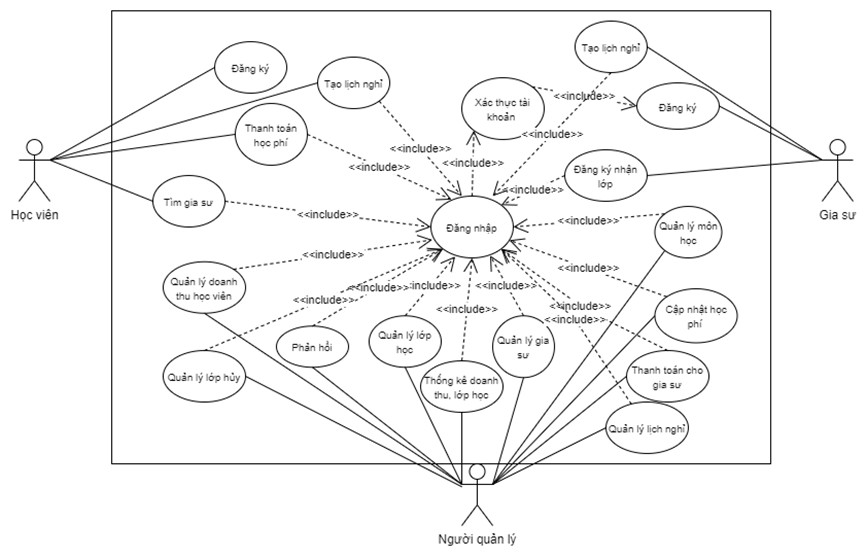 Tạo lịch nghỉ
Đăng ký
Tạo lịch nghỉ
Xác thực tài
khoản
<<include>>
Đăng ký
Thanh toán
học phí
<<include>>
<<include>>
<<include>>
<<include>>
Đăng ký nhận
lớp
<<include>>
Học viên
Gia sư
Tìm gia sư
<<include>>
Đăng nhập
<<include>>
Quản lý môn
học
<<include>>
Quản lý doanh
thu học viên
<<include>>
<<include>>
:include>>
<<include>>
<<include>>
<<include>>
<<include>>
<<include>>
<<include>>
Cập nhật học
phí
Phản hồi
Quản lý lớp
học
Quản lý gia
sư
Quản lý lớp hủy
Thống kê doanh
thu, lớp học
Thanh toán cho
gia sư
Quản lý lịch nghỉ
Người quản lý